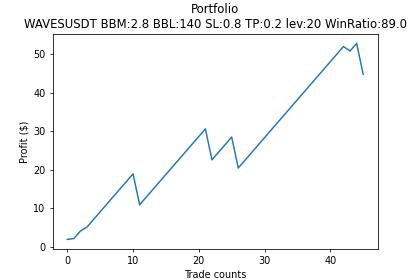 Portfolio
WAVESUSDT BBM:2.8 BBL:140 SL:0.8 TP:0.2 lev:20 WinRatio:89.0
Profit ($)
50
40
30
20
10
0
0
10
20
30
40
Trade counts